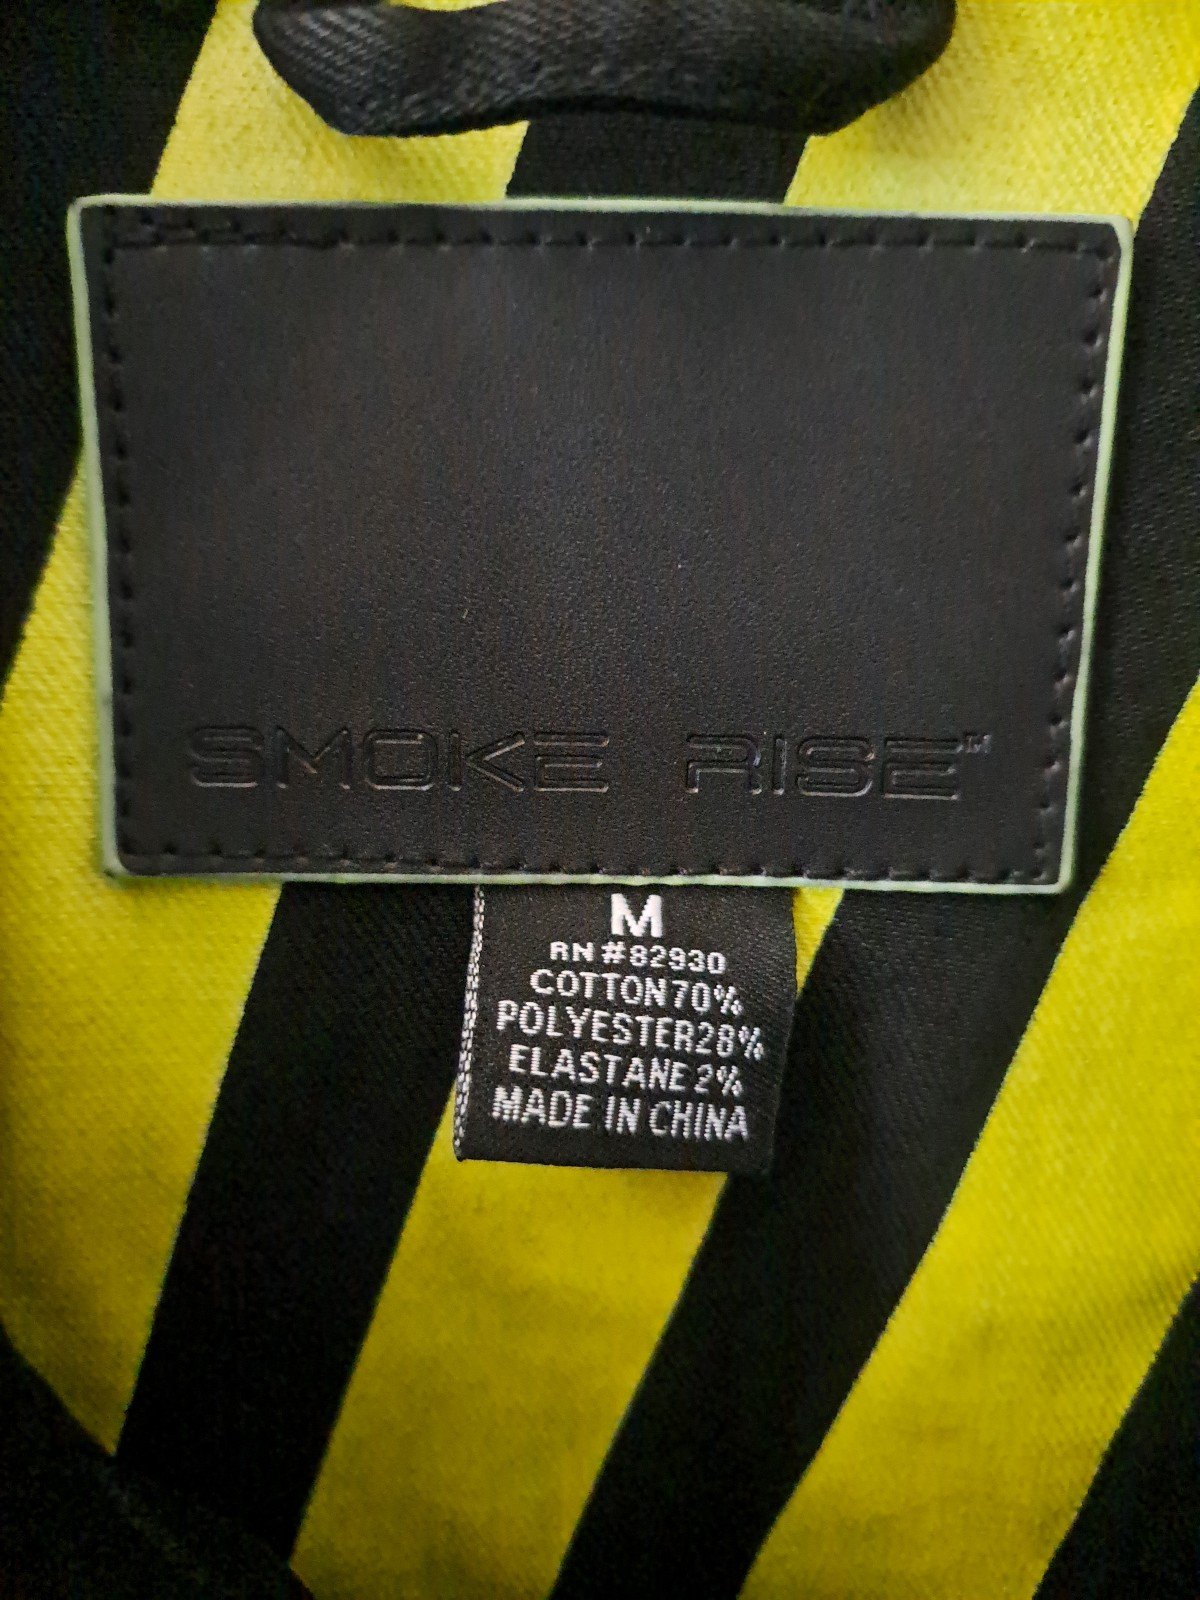 SMOKE RISE™
M
RN #82930
COTTON70%
POLYESTER28%
ELASTANE2%
MADE IN CHINA